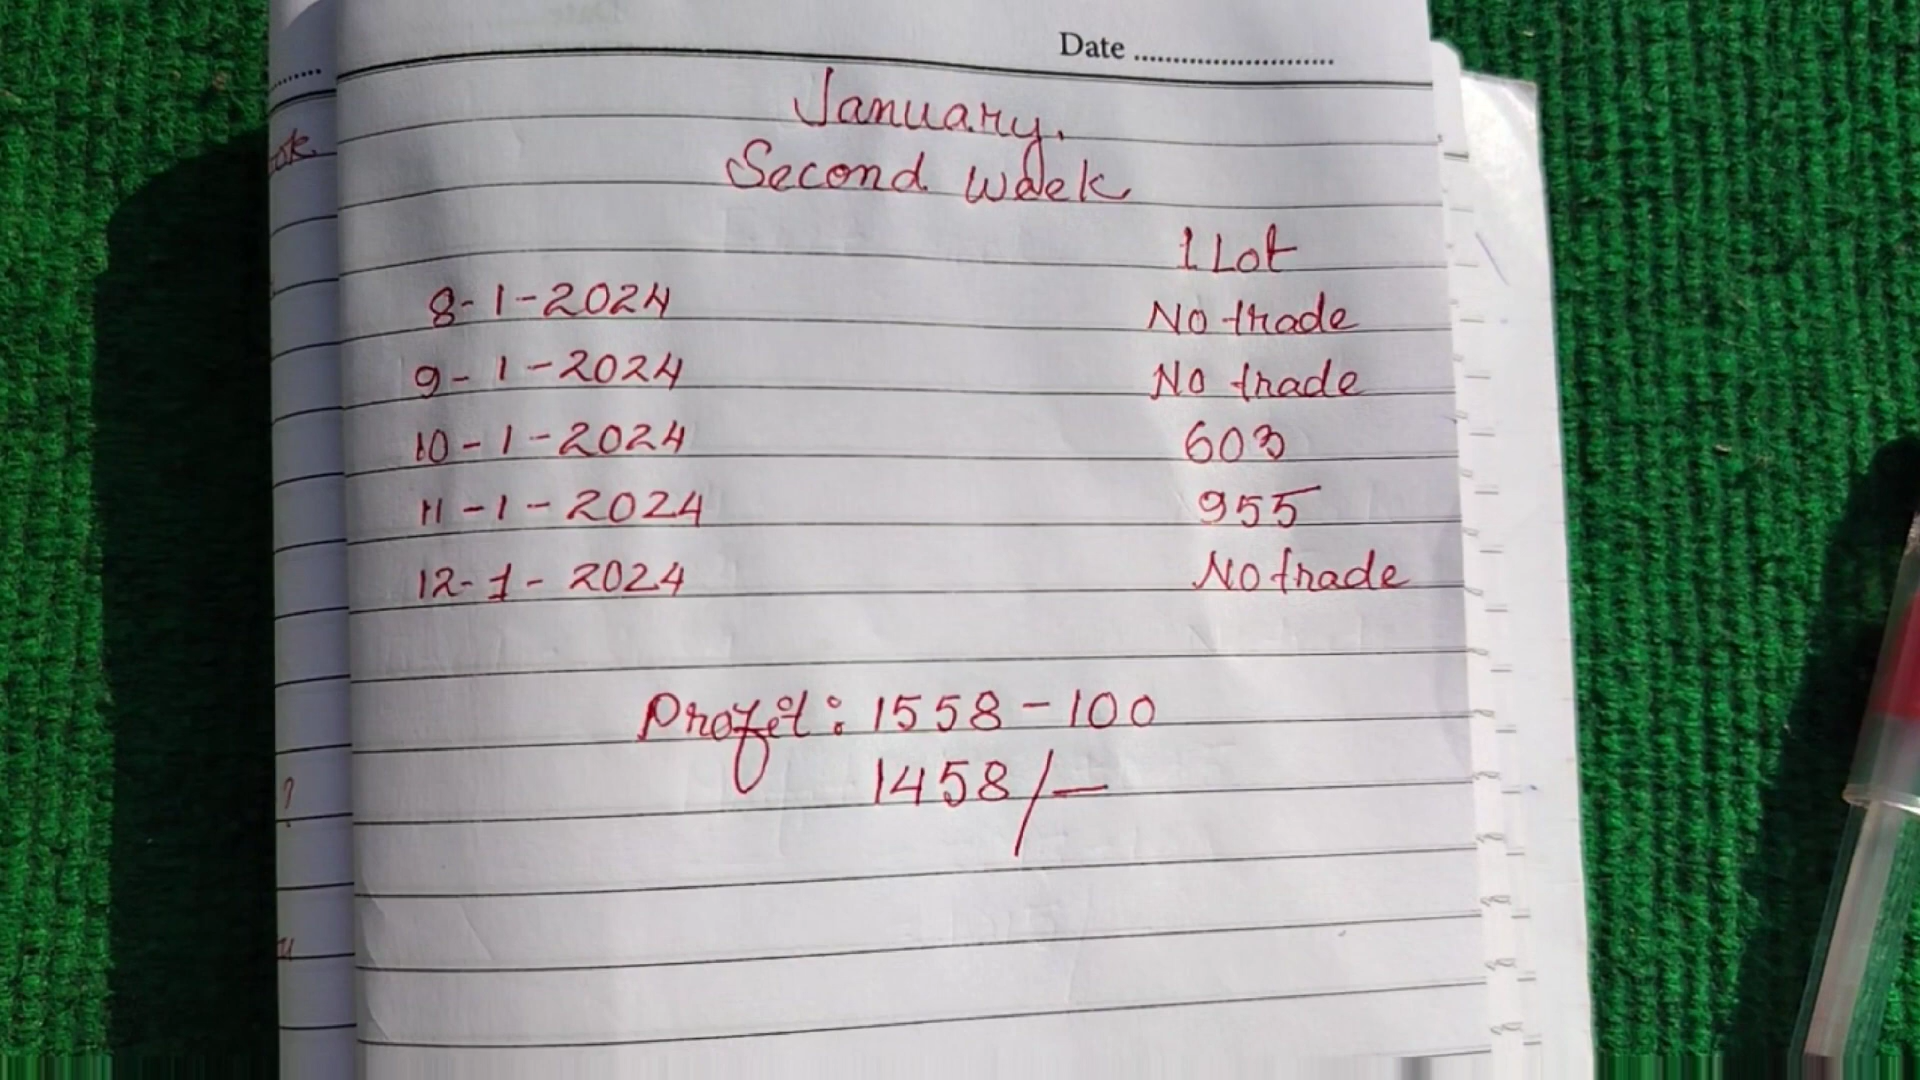 Date ..............................
January.
Second week
1 Lot
8-1-2024 No trade
9-1-2024 No trade
10-1-2024 603
11-1-2024 955
12-1-2024 No trade
Profit: 1558-100
1458/-